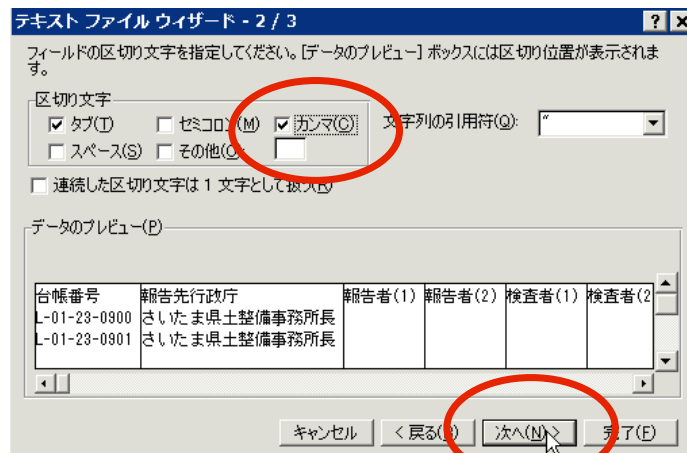 テキスト ファイル ウィザード - 2 / 3
フィールドの区切り文字を指定してください。[データのプレビュー] ボックスには区切り位置が表示されま
す。
区切り文字
タブ(T) セミコロン(M) カンマ(C) 文字列の引用符(Q): "
スペース(S) その他(O):
連続した区切り文字は 1 文字として扱う(R)
データのプレビュー(P)
台帳番号 報告先行政庁 報告者(1) 報告者(2) 検査者(1) 検査者(2
L-01-23-0900 さいたま県土整備事務所長
L-01-23-0901 さいたま県土整備事務所長
キャンセル < 戻る(B) 次へ(N) > 完了(F)